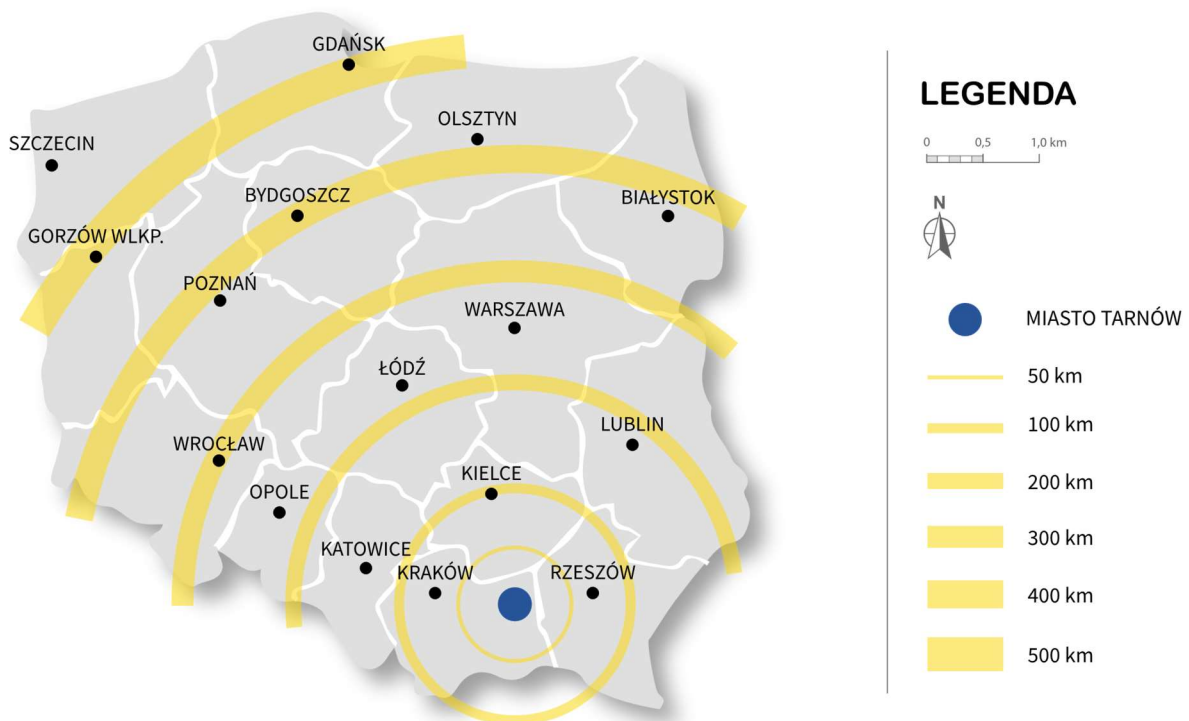 GDAŃSK
OLSZTYN
SZCZECIN
BYDGOSZCZ
BIAŁYSTOK
GORZÓW WLKP.
POZNAŃ
WARSZAWA
ŁÓDŹ
LUBLIN
WROCŁAW
KIELCE
OPOLE
KATOWICE
KRAKÓW
RZESZÓW
LEGENDA
0 0,5 1,0 km
N
MIASTO TARNÓW
50 km
100 km
200 km
300 km
400 km
500 km